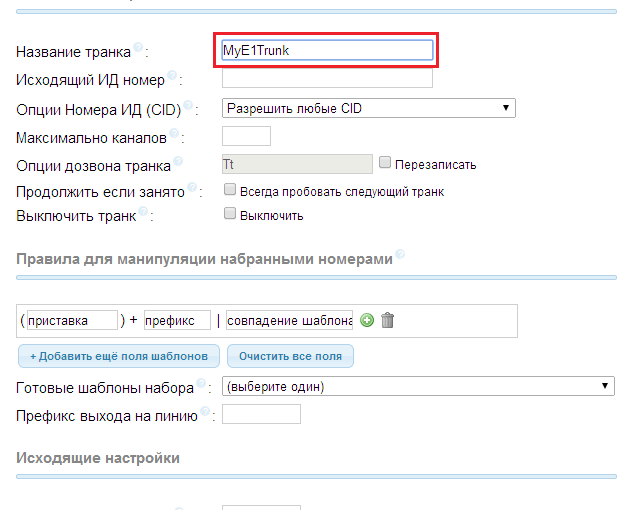 Название транка? : MyE1Trunk
Исходящий ИД номер? :
Опции Номера ИД (CID)? : Разрешить любые CID
Максимально каналов? :
Опции дозвона транка? Tt Перезаписать
Продолжить если занято? : Всегда пробовать следующий транк
Выключить транк? : Выключить
Правила для манипуляции набранными номерами?
( приставка ) + префикс | совпадение шаблона
+ Добавить ещё поля шаблонов Очистить все поля
Готовые шаблоны набора? : (выберите один)
Префикс выхода на линию? :
Исходящие настройки